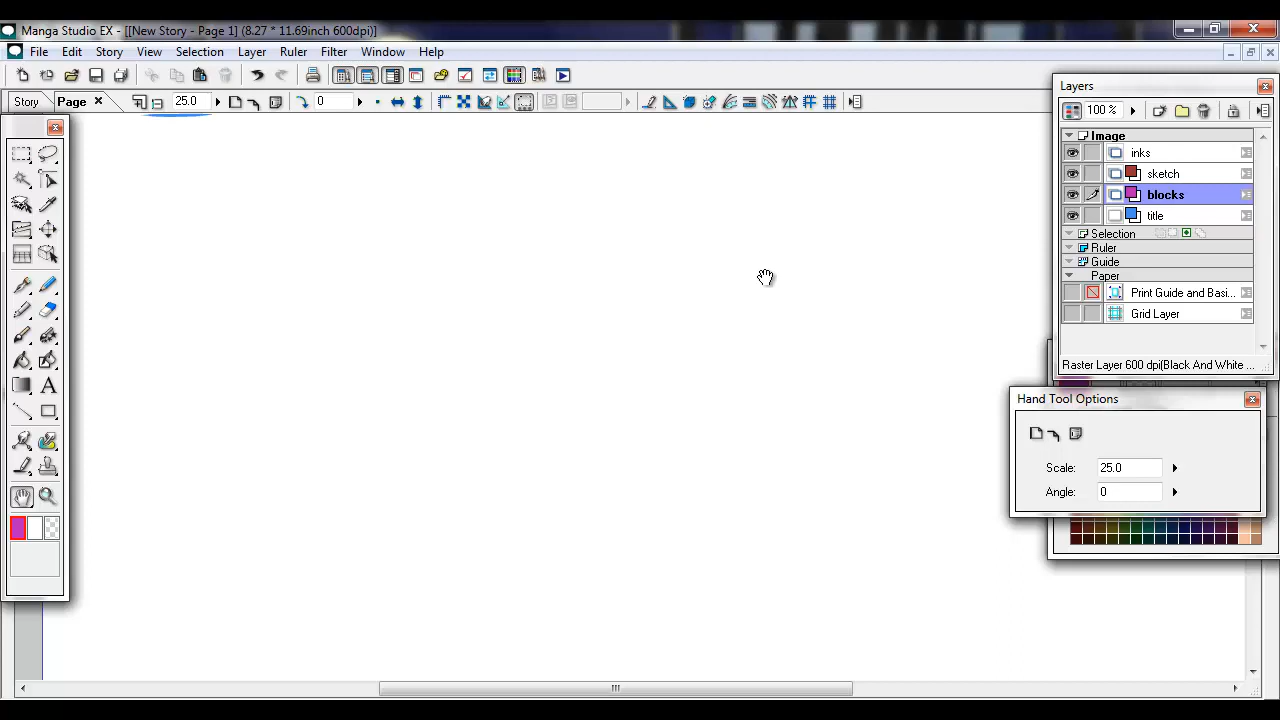 Manga Studio EX - [[New Story - Page 1] (8.27 * 11.69inch 600dpi)]
File Edit Story View Selection Layer Ruler Filter Window Help
Story Page 25.0 0
Layers
100 %
Image
inks
sketch
blocks
title
Selection
Ruler
Guide
Paper
Print Guide and Basi...
Grid Layer
Raster Layer 600 dpi(Black And White ...
Hand Tool Options
Scale: 25.0
Angle: 0
A